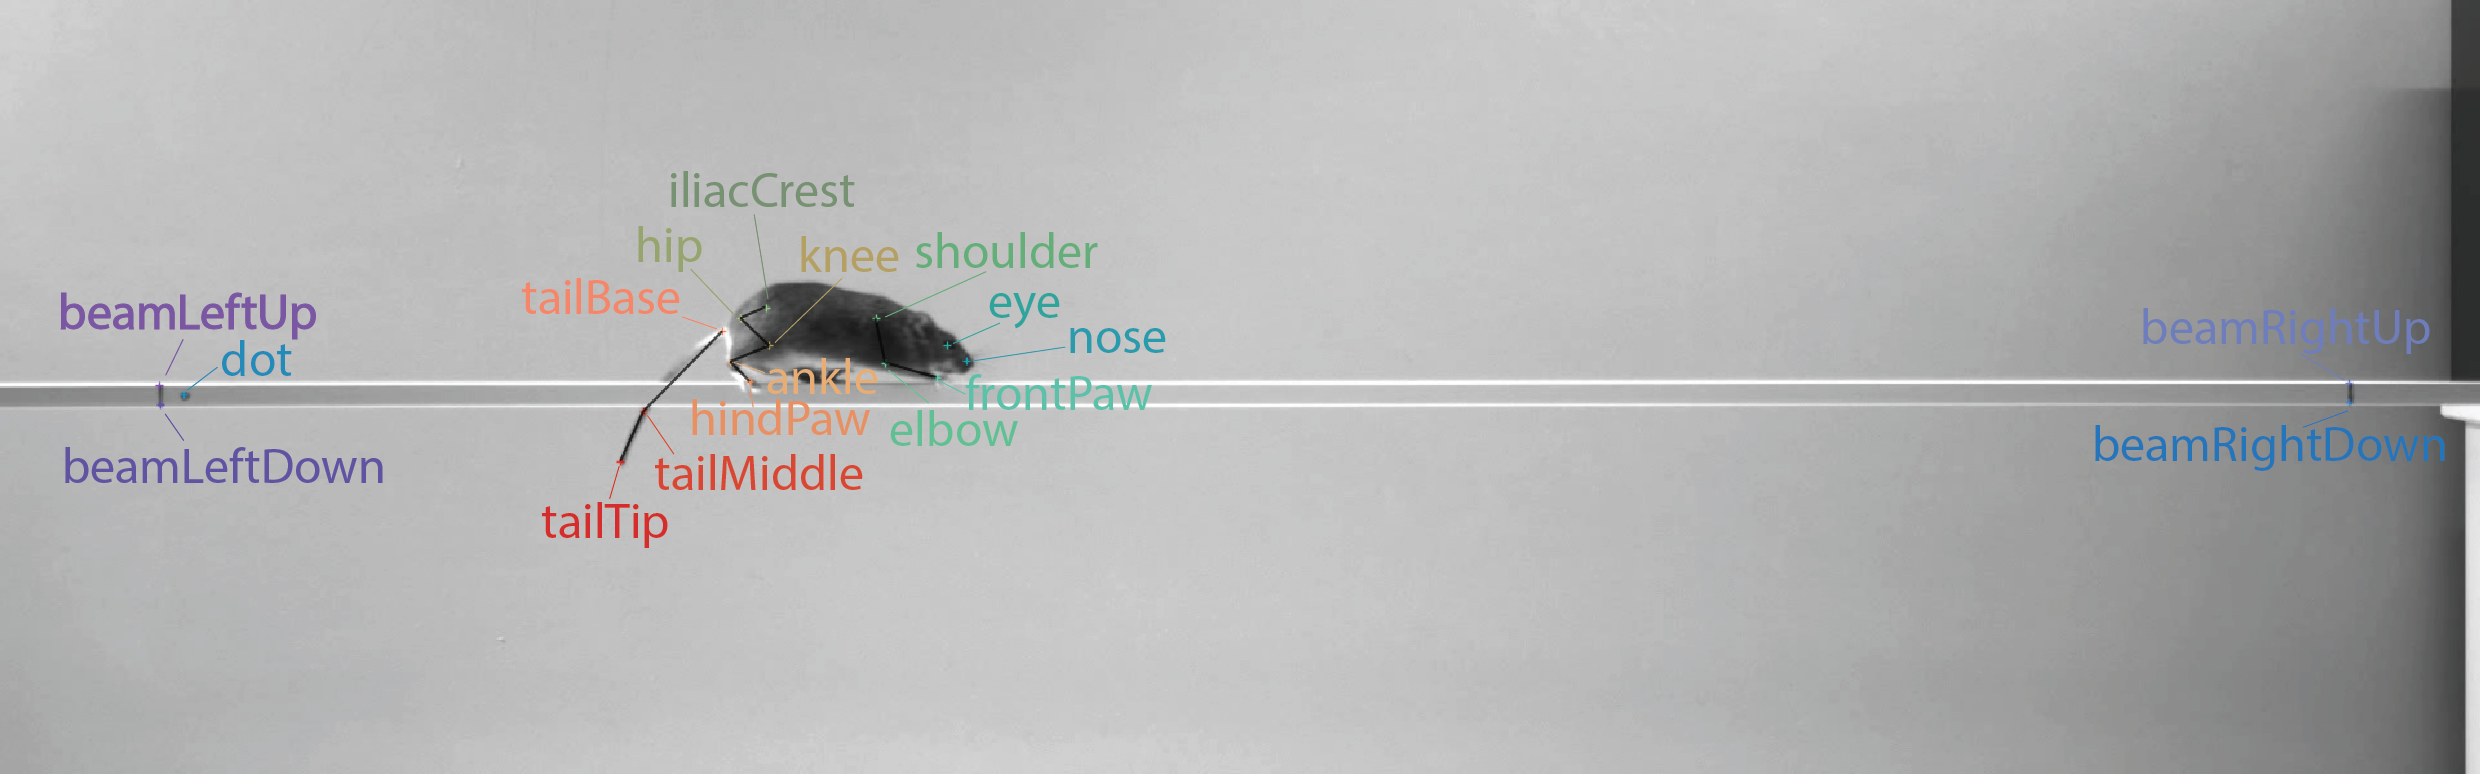 iliacCrest
hip
knee
shoulder
tailBase
eye
beamLeftUp
nose
beamRightUp
dot
ankle
frontPaw
hindPaw
elbow
beamRightDown
beamLeftDown
tailMiddle
tailTip